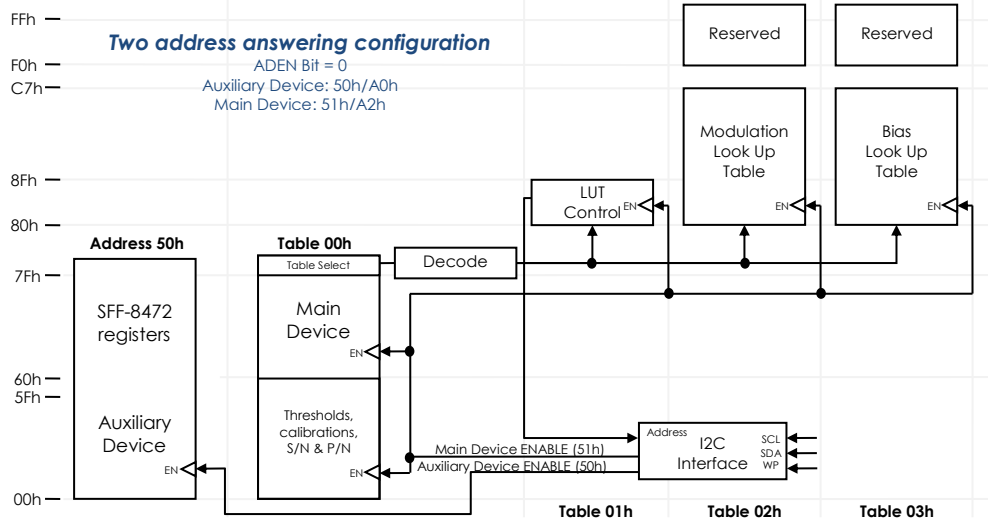 FFh
F0h
C7h
8Fh
80h
7Fh
60h
5Fh
00h
Two address answering configuration
ADEN Bit = 0
Auxiliary Device: 50h/A0h
Main Device: 51h/A2h
Reserved
Reserved
Modulation
Look Up
Table
EN
Bias
Look Up
Table
EN
LUT
Control
EN
Address 50h
SFF-8472
registers
Auxiliary
Device
EN
Table 00h
Table Select
Main
Device
EN
Thresholds,
calibrations,
S/N & P/N
EN
Decode
Main Device ENABLE (51h)
Auxiliary Device ENABLE (50h)
Address
I2C
Interface
SCL
SDA
WP
Table 01h
Table 02h
Table 03h